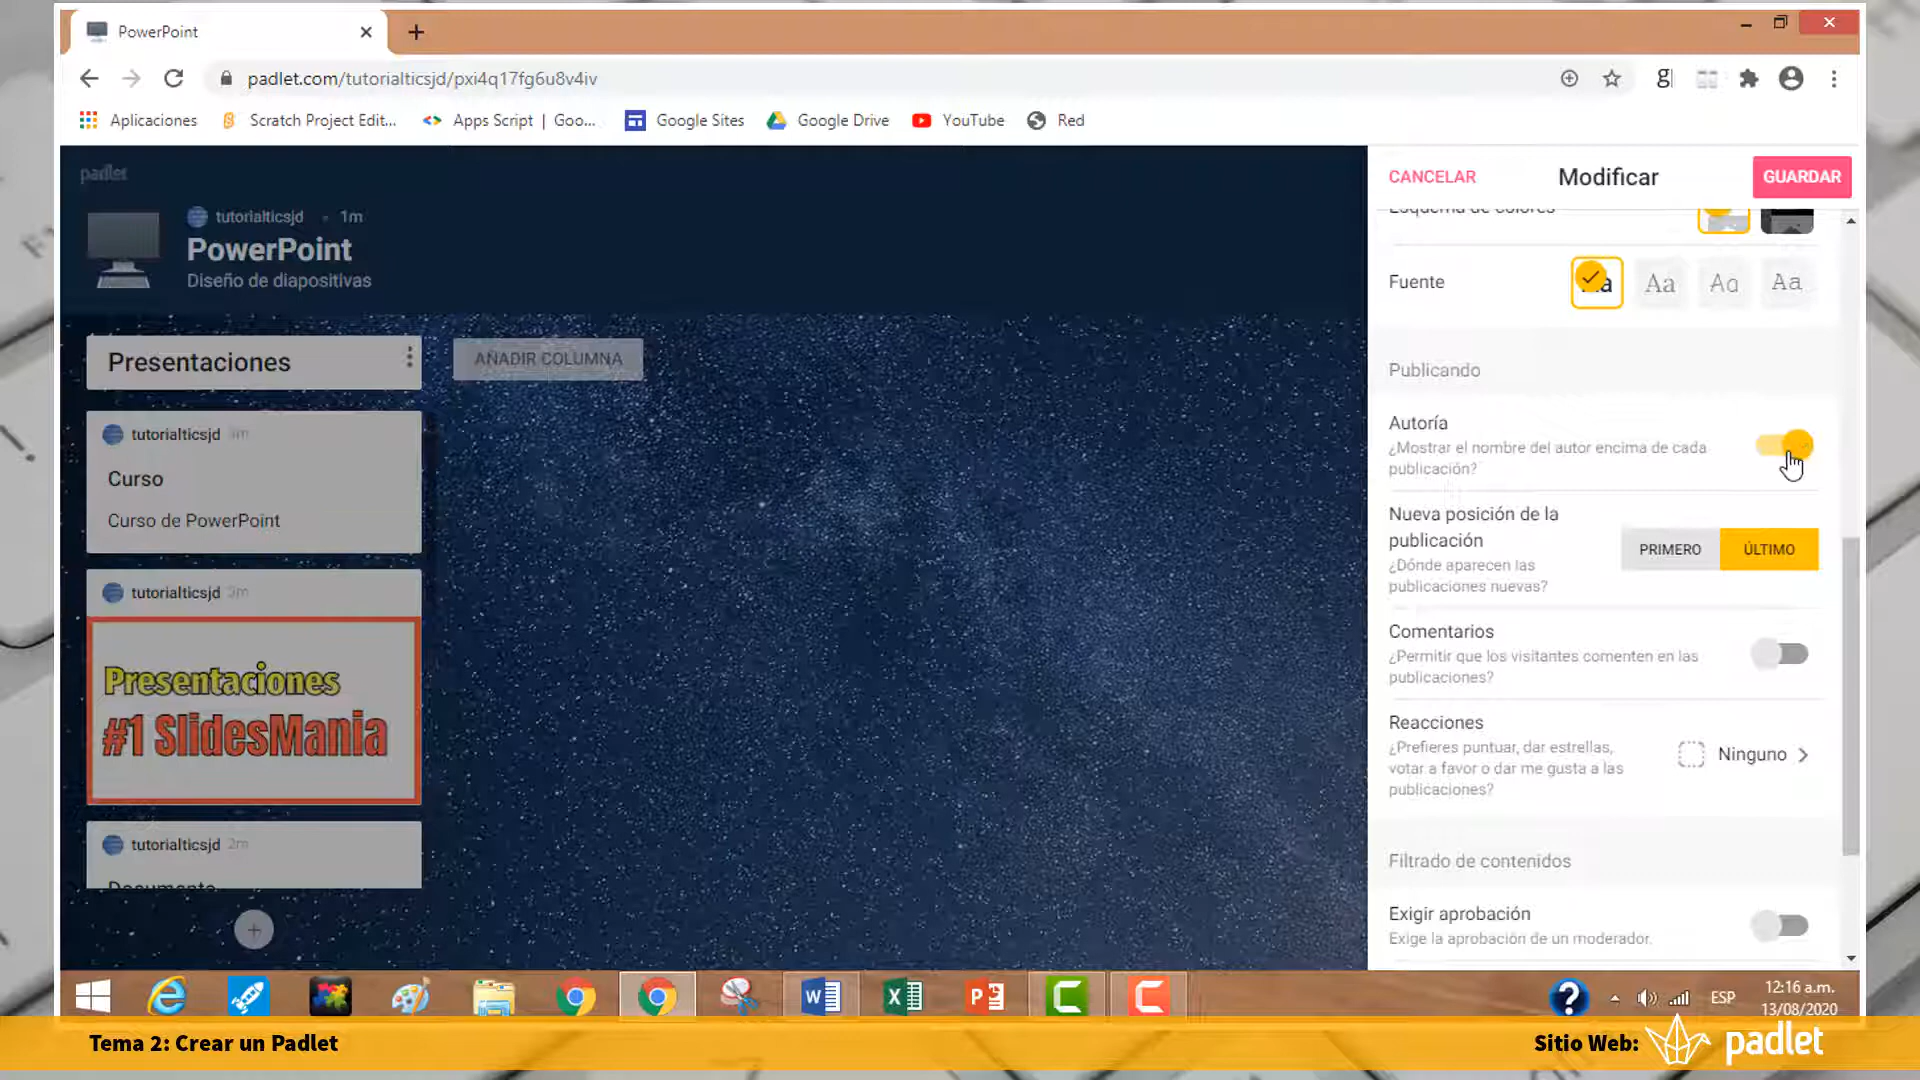 PowerPoint
padlet.com/tutorialticsjd/pxi4q17fg6u8v4iv
Aplicaciones
Scratch Project Edit...
Apps Script | Goo...
Google Sites
Google Drive
YouTube
Red
padlet
tutorialticsjd 1m
PowerPoint
Diseño de diapositivas
Presentaciones
AÑADIR COLUMNA
tutorialticsjd
Curso
Curso de PowerPoint
tutorialticsjd
Presentaciones
#1 SlidesMania
tutorialticsjd 2m
Documento
CANCELAR
Modificar
GUARDAR
Esquema de colores
Fuente
Aa
Aa
Aa
Publicando
Autoría
¿Mostrar el nombre del autor encima de cada
publicación?
Nueva posición de la
publicación
¿Dónde aparecen las
publicaciones nuevas?
PRIMERO
ÚLTIMO
Comentarios
¿Permitir que los visitantes comenten en las
publicaciones?
Reacciones
¿Prefieres puntuar, dar estrellas,
votar a favor o dar me gusta a las
publicaciones?
Ninguno
Filtrado de contenidos
Exigir aprobación
Exige la aprobación de un moderador.
ESP
12:16 a.m.
13/08/2020
Tema 2: Crear un Padlet
Sitio Web:
padlet